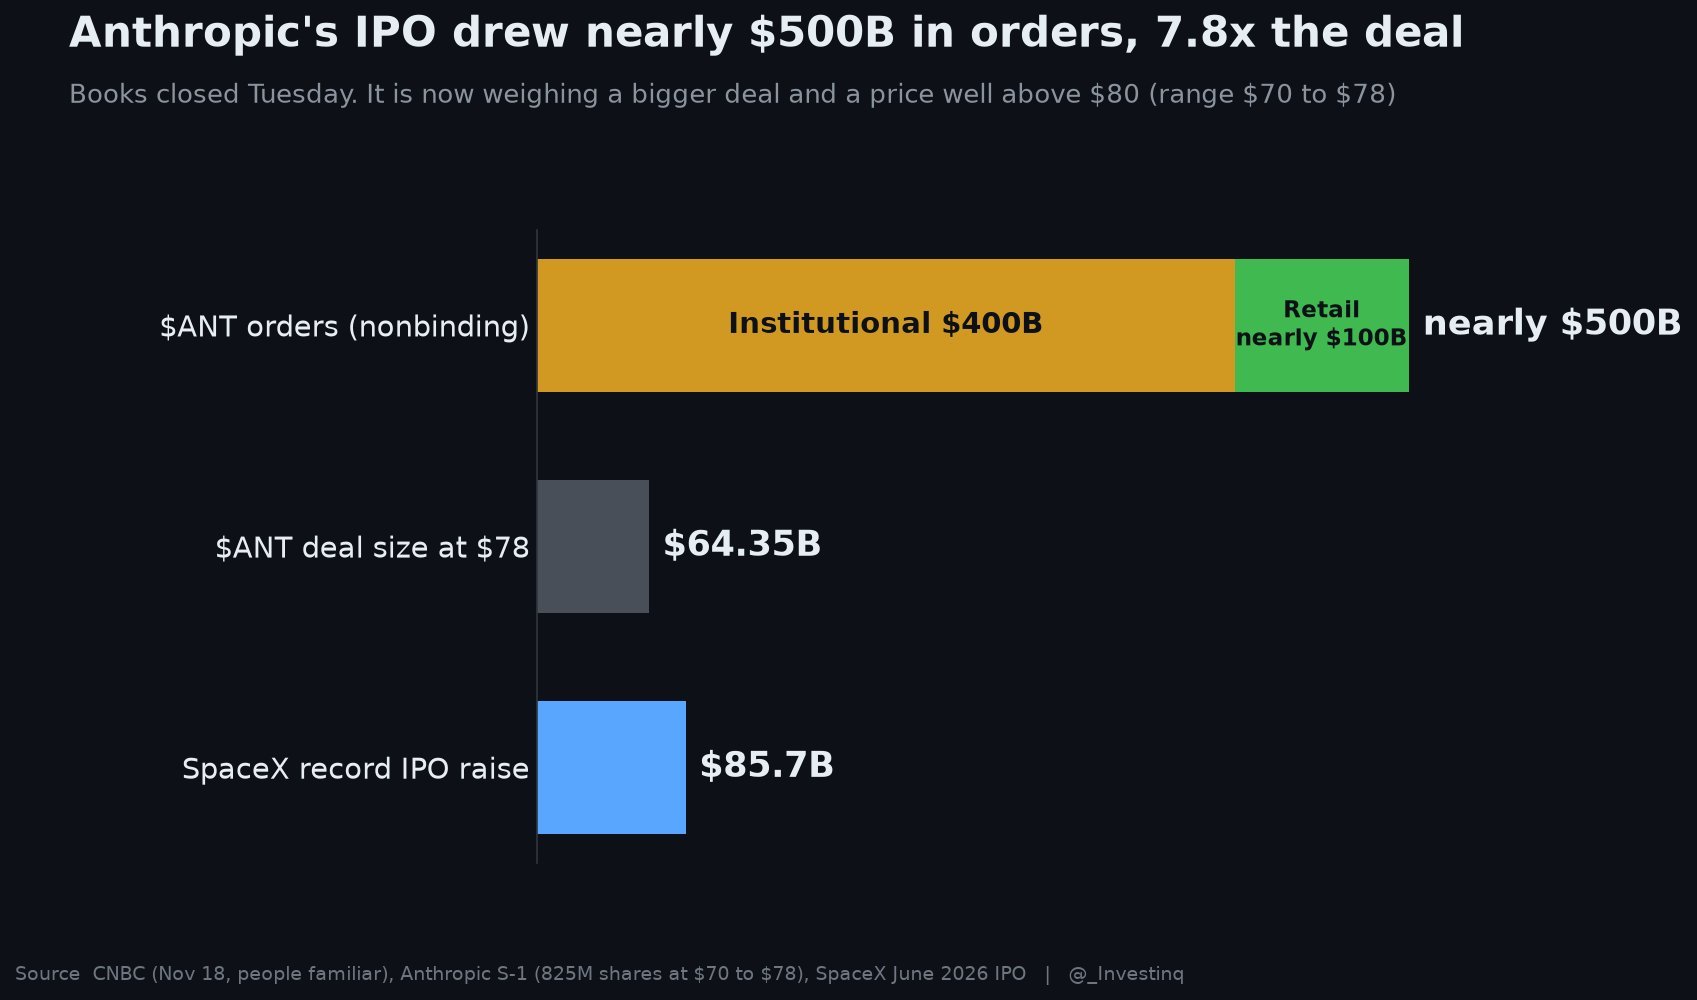 Anthropic's IPO drew nearly $500B in orders, 7.8x the deal
Books closed Tuesday. It is now weighing a bigger deal and a price well above $80 (range $70 to $78)
$ANT orders (nonbinding)
Institutional $400B
Retail
nearly $100B
nearly $500B
$ANT deal size at $78
$64.35B
SpaceX record IPO raise
$85.7B
Source  CNBC (Nov 18, people familiar), Anthropic S-1 (825M shares at $70 to $78), SpaceX June 2026 IPO   |   @_Investinq